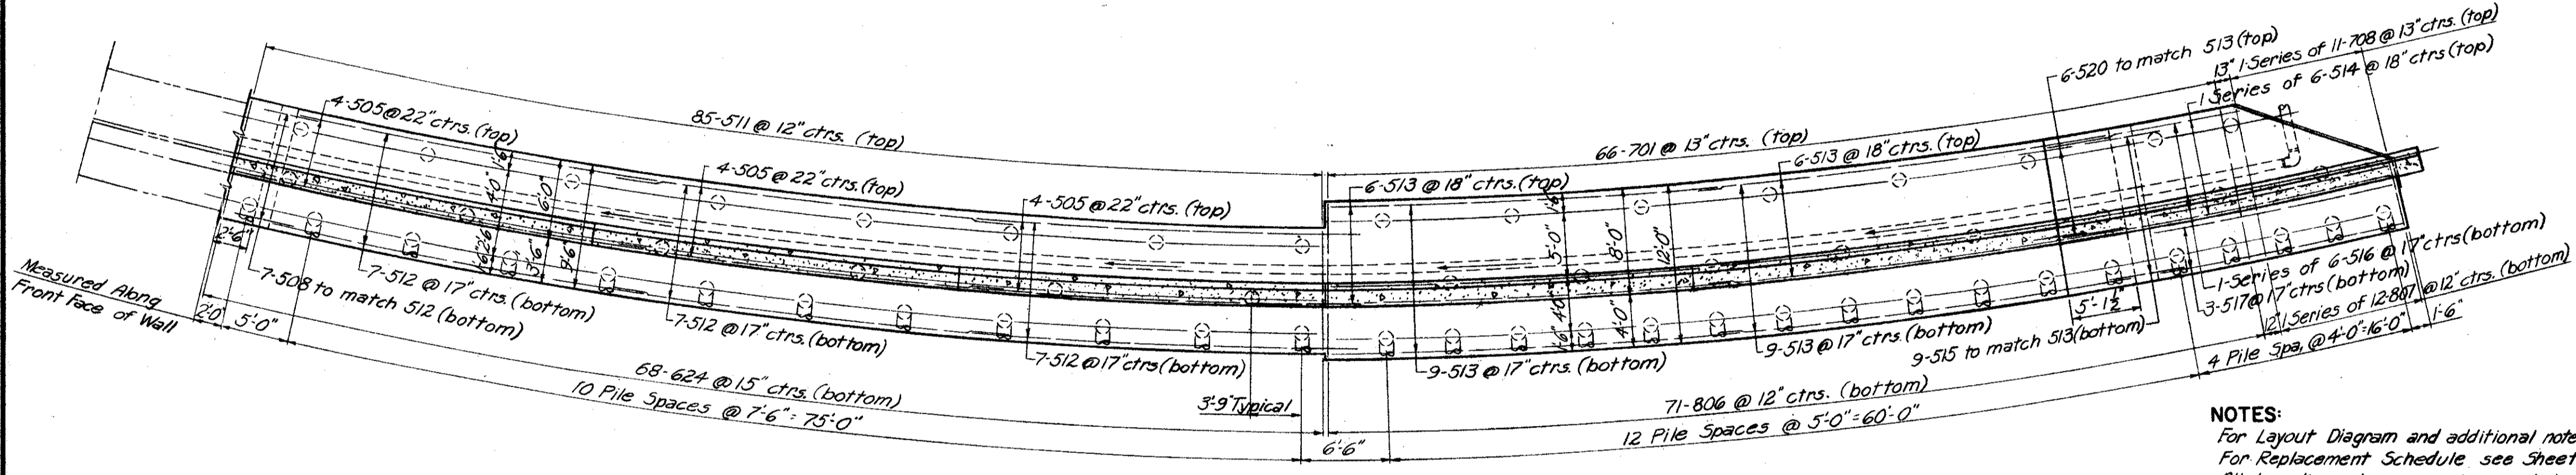 6-520 to match 513 (top)
13" 1-Series of 11-708 @ 13" ctrs. (top)
1 Series of 6-514 @ 18" ctrs (top)
4-505 @ 22" ctrs. (top)
85-511 @ 12" ctrs. (top)
66-701 @ 13" ctrs. (top)
4-505 @ 22" ctrs. (top)
4-505 @ 22" ctrs. (top)
6-513 @ 18" ctrs. (top)
6-513 @ 18" ctrs. (top)
1'6"
4'-0"
6'-0"
2'6"
1'6"
3'-6"
9'-6"
1'6"
5'-0"
8'-0"
12'-0"
4'0"
1'6"
4'-0"
2'-6"
Measured Along
Front Face of Wall
2'-0"
5'-0"
7-508 to match 512 (bottom)
7-512 @ 17" ctrs. (bottom)
7-512 @ 17" ctrs. (bottom)
7-512 @ 17" ctrs (bottom)
9-513 @ 17" ctrs. (bottom)
9-513 @ 17" ctrs. (bottom)
9-515 to match 513 (bottom)
5'-1½"
1-Series of 6-516 @ 17" ctrs (bottom)
3-517 @ 17" ctrs (bottom)
12" 1 Series of 12-807 @ 12" ctrs. (bottom)
4 Pile Spa. @ 4'-0"=16'-0"
1'-6"
68-624 @ 15" ctrs. (bottom)
10 Pile Spaces @ 7'-6" = 75'-0"
3'-9" Typical
6'-6"
71-806 @ 12" ctrs. (bottom)
12 Pile Spaces @ 5'-0"=60'-0"
NOTES:
For Layout Diagram and additional note
For Replacement Schedule see Sheet